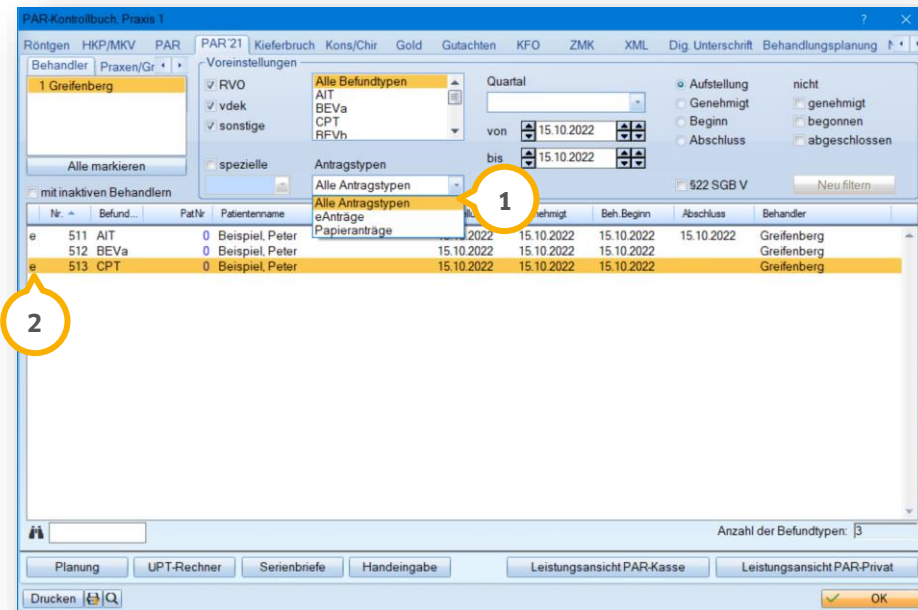 PAR-Kontrollbuch, Praxis 1
Röntgen HKP/MKV PAR PAR'21 Kieferbruch Kons/Chir Gold Gutachten KFO ZMK XML Dig. Unterschrift Behandlungsplanung
Behandler Praxen/Gr
1 Greifenberg
Alle markieren
mit inaktiven Behandlern
Voreinstellungen
RVO
vdek
sonstige
spezielle
Alle Befundtypen
AIT
BEVa
CPT
BEVb
Antragstypen
Alle Antragstypen
Alle Antragstypen
eAnträge
Papieranträge
Quartal
von 15.10.2022
bis 15.10.2022
Aufstellung
Genehmigt
Beginn
Abschluss
nicht
genehmigt
begonnen
abgeschlossen
§22 SGB V
Neu filtern
1
Nr. Befund... PatNr Patientenname Beh.Beginn Abschluss Behandler
e 511 AIT 0 Beispiel, Peter 15.10.2022 15.10.2022 15.10.2022 15.10.2022 Greifenberg
512 BEVa 0 Beispiel, Peter 15.10.2022 15.10.2022 15.10.2022 Greifenberg
e 513 CPT 0 Beispiel, Peter 15.10.2022 15.10.2022 15.10.2022 Greifenberg
2
Anzahl der Befundtypen: 3
Planung UPT-Rechner Serienbriefe Handeingabe Leistungsansicht PAR-Kasse Leistungsansicht PAR-Privat
Drucken OK